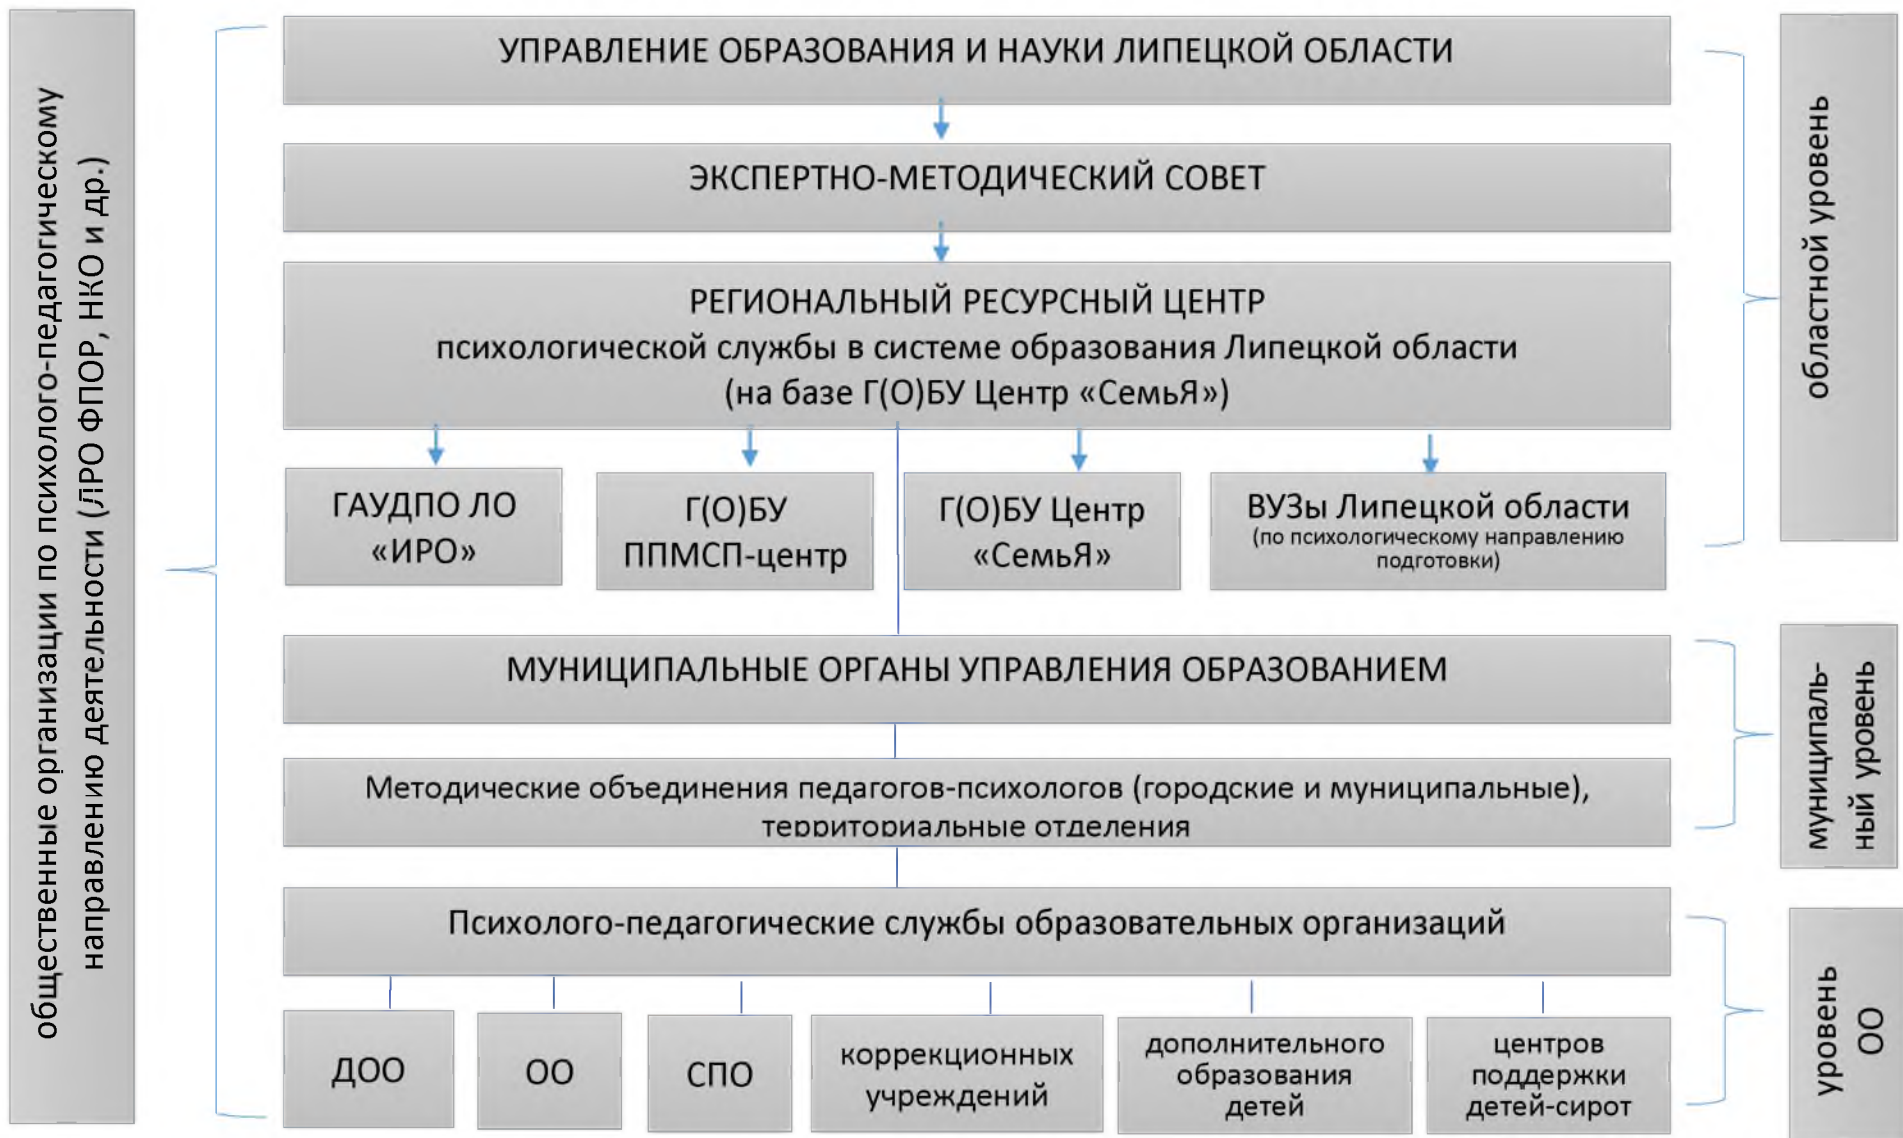 общественные организации по психолого-педагогическому
направлению деятельности (ЛРО ФПОР, НКО и др.)
УПРАВЛЕНИЕ ОБРАЗОВАНИЯ И НАУКИ ЛИПЕЦКОЙ ОБЛАСТИ
ЭКСПЕРТНО-МЕТОДИЧЕСКИЙ СОВЕТ
РЕГИОНАЛЬНЫЙ РЕСУРСНЫЙ ЦЕНТР
психологической службы в системе образования Липецкой области
(на базе Г(О)БУ Центр «СемьЯ»)
ГАУДПО ЛО
«ИРО»
Г(О)БУ
ППМСП-центр
Г(О)БУ Центр
«СемьЯ»
ВУЗы Липецкой области
(по психологическому направлению
подготовки)
областной уровень
МУНИЦИПАЛЬНЫЕ ОРГАНЫ УПРАВЛЕНИЯ ОБРАЗОВАНИЕМ
Методические объединения педагогов-психологов (городские и муниципальные),
территориальные отделения
муниципаль-
ный уровень
Психолого-педагогические службы образовательных организаций
ДОО
ОО
СПО
коррекционных
учреждений
дополнительного
образования
детей
центров
поддержки
детей-сирот
уровень
ОО